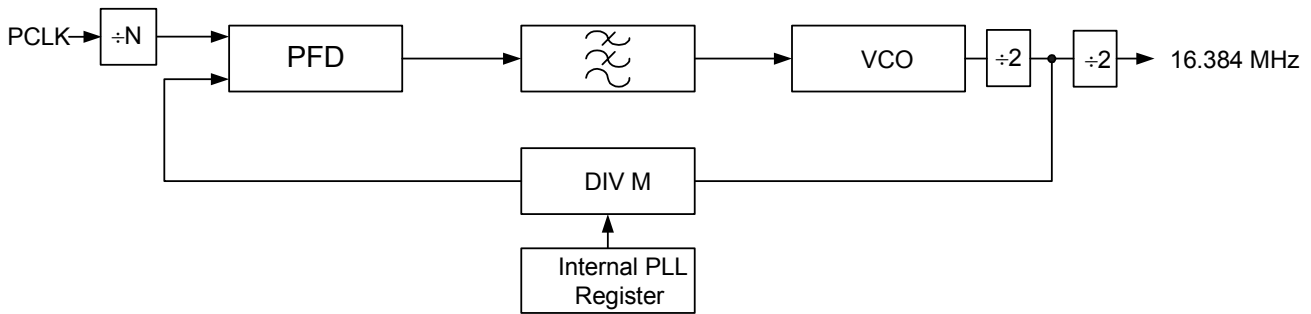 PCLK
÷N
PFD
VCO
÷2
÷2
16.384 MHz
DIV M
Internal PLL
Register